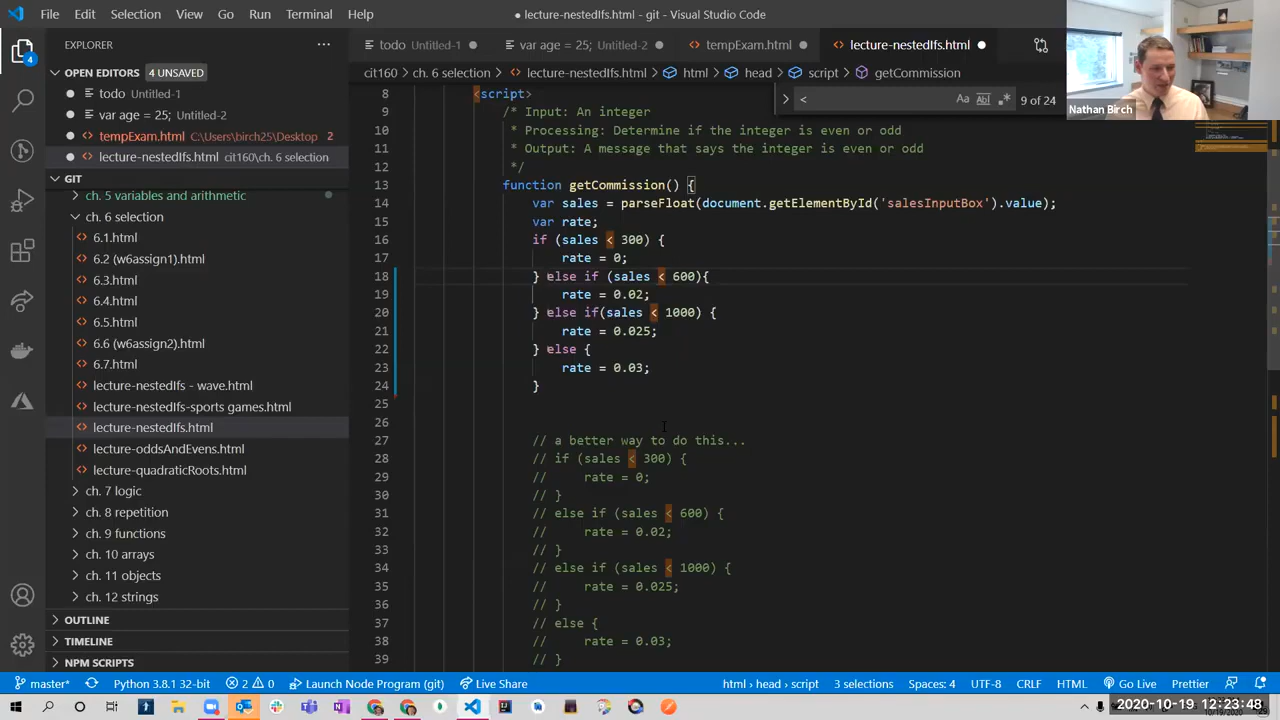 File Edit Selection View Go Run Terminal Help
● lecture-nestedIfs.html - git - Visual Studio Code
EXPLORER
OPEN EDITORS 4 UNSAVED
todo Untitled-1
var age = 25; Untitled-2
tempExam.html C:\Users\birch25\Desktop 2
lecture-nestedIfs.html cit160\ch. 6 selection
GIT
ch. 5 variables and arithmetic
ch. 6 selection
6.1.html
6.2 (w6assign1).html
6.3.html
6.4.html
6.5.html
6.6 (w6assign2).html
6.7.html
lecture-nestedIfs - wave.html
lecture-nestedIfs-sports games.html
lecture-nestedIfs.html
lecture-oddsAndEvens.html
lecture-quadraticRoots.html
ch. 7 logic
ch. 8 repetition
ch. 9 functions
ch. 10 arrays
ch. 11 objects
ch. 12 strings
OUTLINE
TIMELINE
NPM SCRIPTS
todo Untitled-1 var age = 25; Untitled-2 tempExam.html lecture-nestedIfs.html
cit160 > ch. 6 selection > lecture-nestedIfs.html > html > head > script > getCommission
< Aa Abl .* 9 of 24
Nathan Birch
8 <script>
9 /* Input: An integer
10 * Processing: Determine if the integer is even or odd
11 * Input: A message that says the integer is even or odd
12 */
13 function getCommission() {
14 var sales = parseFloat(document.getElementById('salesInputBox').value);
15 var rate;
16 if (sales < 300) {
17 rate = 0;
18 } else if (sales < 600){
19 rate = 0.02;
20 } else if(sales < 1000) {
21 rate = 0.025;
22 } else {
23 rate = 0.03;
24 }
25
26
27 // a better way to do this...
28 // if (sales < 300) {
29 // rate = 0;
30 // }
31 // else if (sales < 600) {
32 // rate = 0.02;
33 // }
34 // else if (sales < 1000) {
35 // rate = 0.025;
36 // }
37 // else {
38 // rate = 0.03;
39 // }
master* Python 3.8.1 32-bit 2 0 Launch Node Program (git) Live Share html > head > script 3 selections Spaces: 4 UTF-8 CRLF HTML Go Live Prettier
2020-10-19 12:23:48